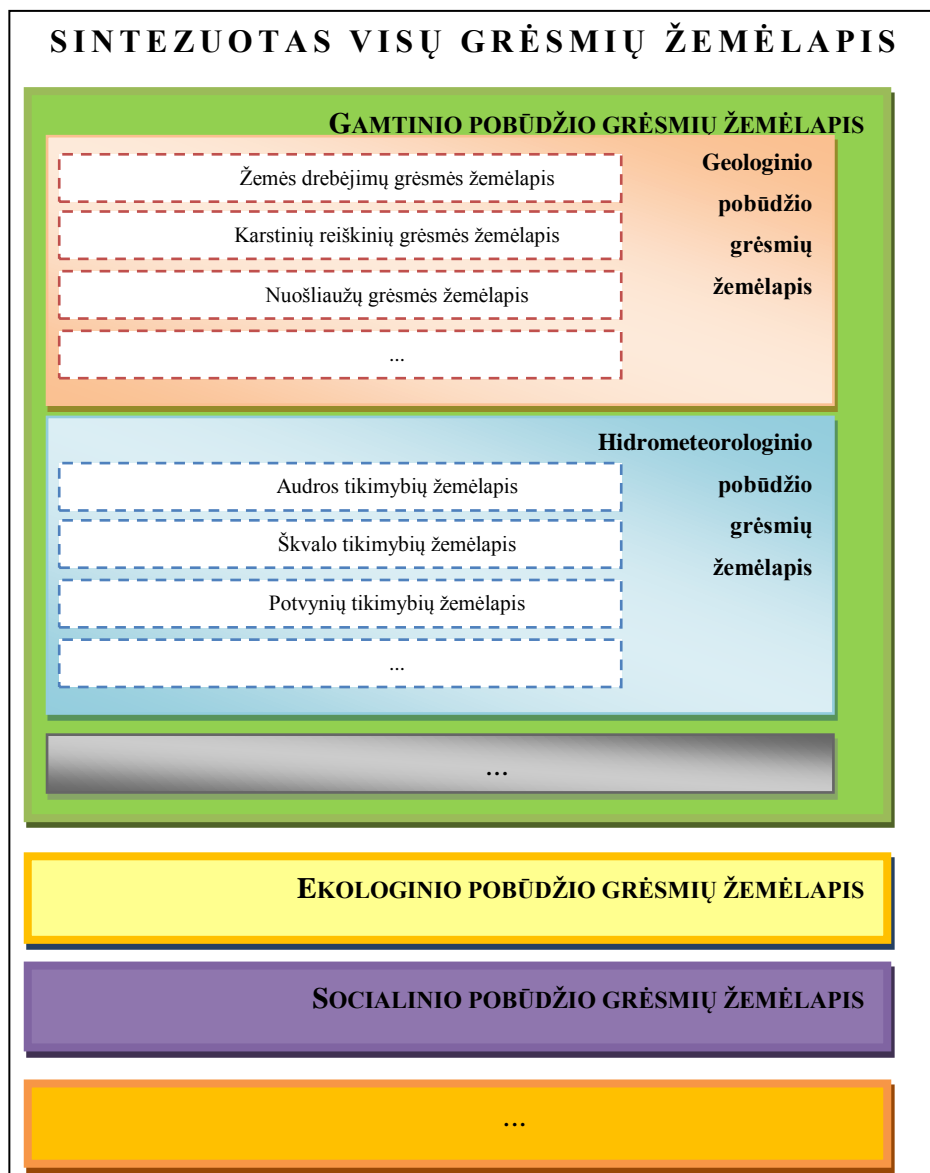 SINTEZUOTAS VISŲ GRĖSMIŲ ŽEMĖLAPIS
GAMTINIO POBŪDŽIO GRĖSMIŲ ŽEMĖLAPIS
Geologinio
pobūdžio
grėsmių
žemėlapis
Žemės drebėjimų grėsmės žemėlapis
Karstinių reiškinių grėsmės žemėlapis
Nuošliaužų grėsmės žemėlapis
...
Hidrometeorologinio
pobūdžio
grėsmių
žemėlapis
Audros tikimybių žemėlapis
Škvalo tikimybių žemėlapis
Potvynių tikimybių žemėlapis
...
...
EKOLOGINIO POBŪDŽIO GRĖSMIŲ ŽEMĖLAPIS
SOCIALINIO POBŪDŽIO GRĖSMIŲ ŽEMĖLAPIS
...